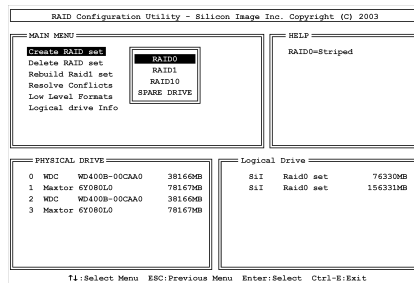 RAID Configuration Utility - Silicon Image Inc. Copyright (C) 2003
MAIN MENU
Create RAID set
Delete RAID set
Rebuild Raid1 set
Resolve Conflicts
Low Level Formats
Logical drive Info
RAID0
RAID1
RAID10
SPARE DRIVE
HELP
RAID0=Striped
PHYSICAL DRIVE
0 WDC WD400B-00CAA0 38166MB
1 Maxtor 6Y080L0 78167MB
2 WDC WD400B-00CAA0 38166MB
3 Maxtor 6Y080L0 78167MB
Logical Drive
SiI Raid0 set 76330MB
SiI Raid0 set 156331MB
↑↓:Select Menu ESC:Previous Menu Enter:Select Ctrl-E:Exit